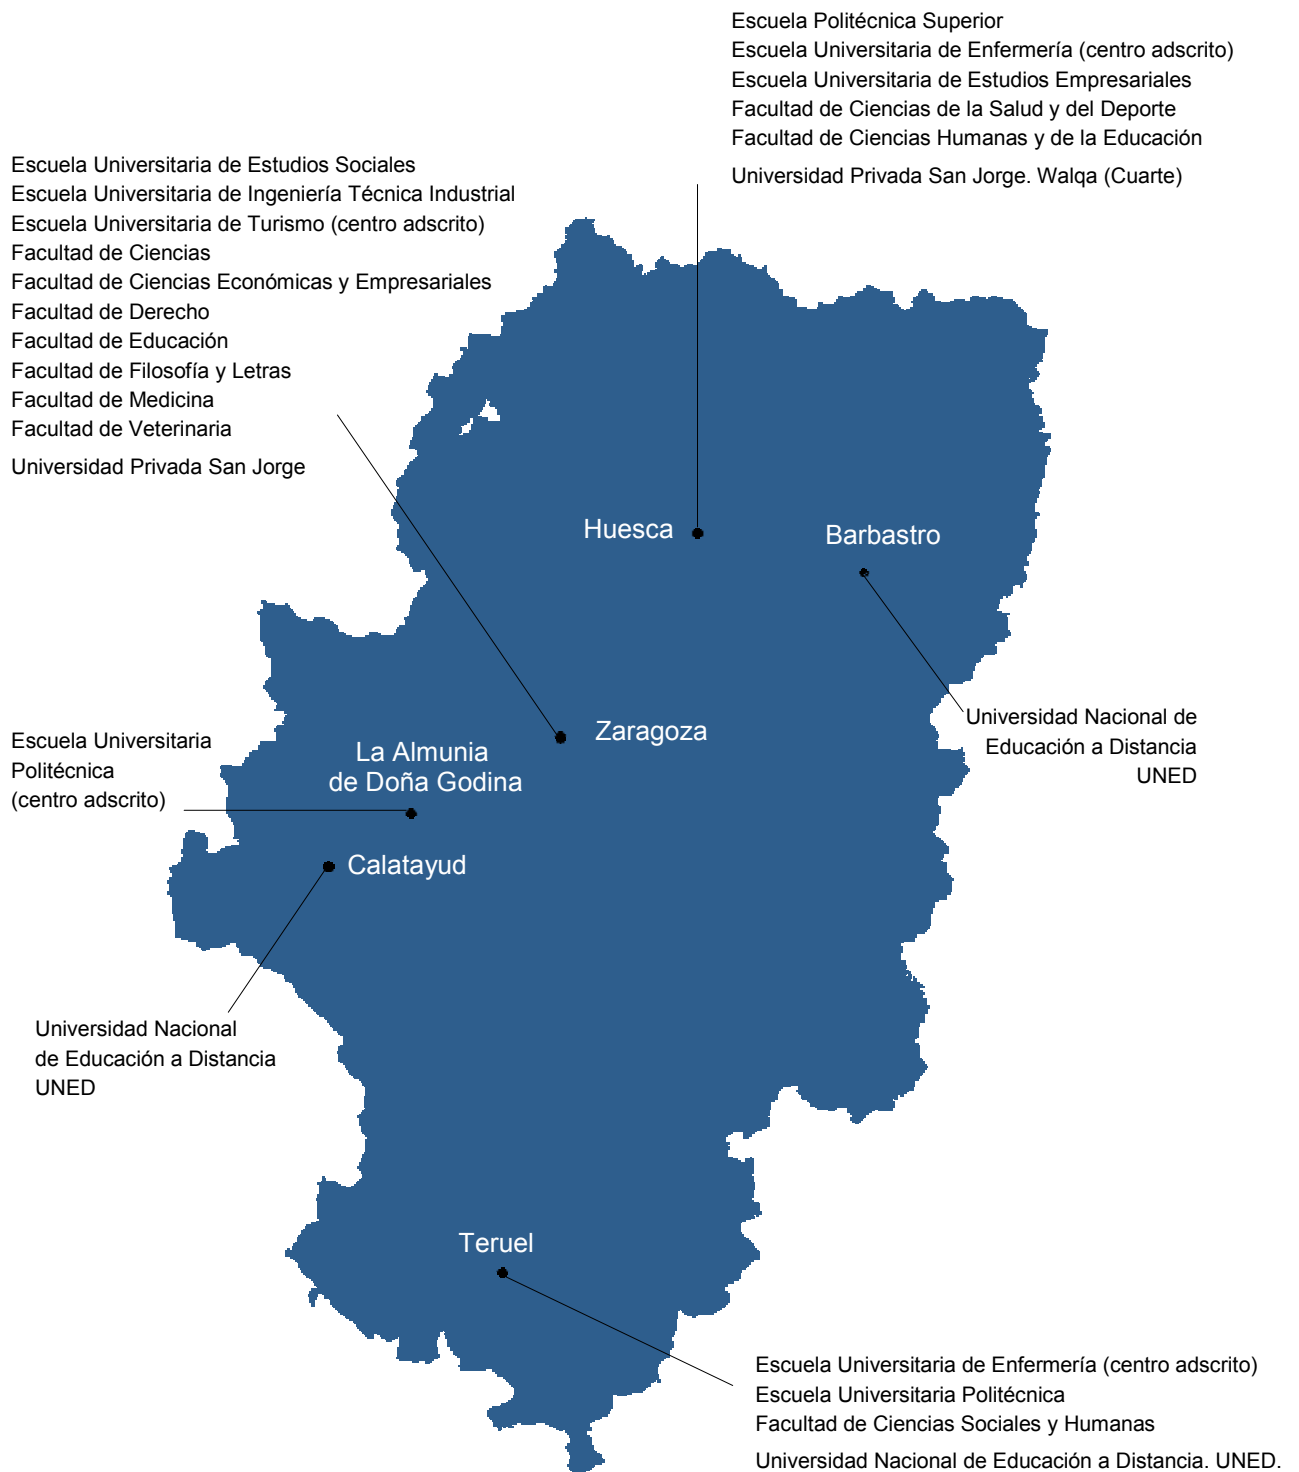 Escuela Politécnica Superior
Escuela Universitaria de Enfermería (centro adscrito)
Escuela Universitaria de Estudios Empresariales
Facultad de Ciencias de la Salud y del Deporte
Facultad de Ciencias Humanas y de la Educación
Universidad Privada San Jorge. Walqa (Cuarte)
Escuela Universitaria de Estudios Sociales
Escuela Universitaria de Ingeniería Técnica Industrial
Escuela Universitaria de Turismo (centro adscrito)
Facultad de Ciencias
Facultad de Ciencias Económicas y Empresariales
Facultad de Derecho
Facultad de Educación
Facultad de Filosofía y Letras
Facultad de Medicina
Facultad de Veterinaria
Universidad Privada San Jorge
Huesca
Barbastro
Universidad Nacional de
Educación a Distancia
UNED
Zaragoza
Escuela Universitaria
Politécnica
(centro adscrito)
La Almunia
de Doña Godina
Calatayud
Universidad Nacional
de Educación a Distancia
UNED
Teruel
Escuela Universitaria de Enfermería (centro adscrito)
Escuela Universitaria Politécnica
Facultad de Ciencias Sociales y Humanas
Universidad Nacional de Educación a Distancia. UNED.